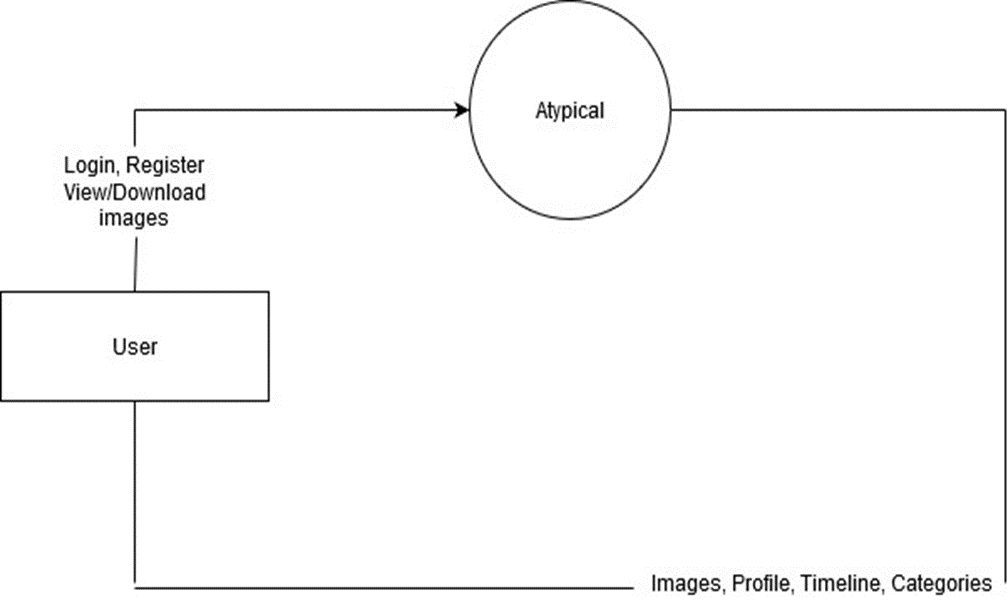 Atypical
Login, Register
View/Download
images
User
Images, Profile, Timeline, Categories